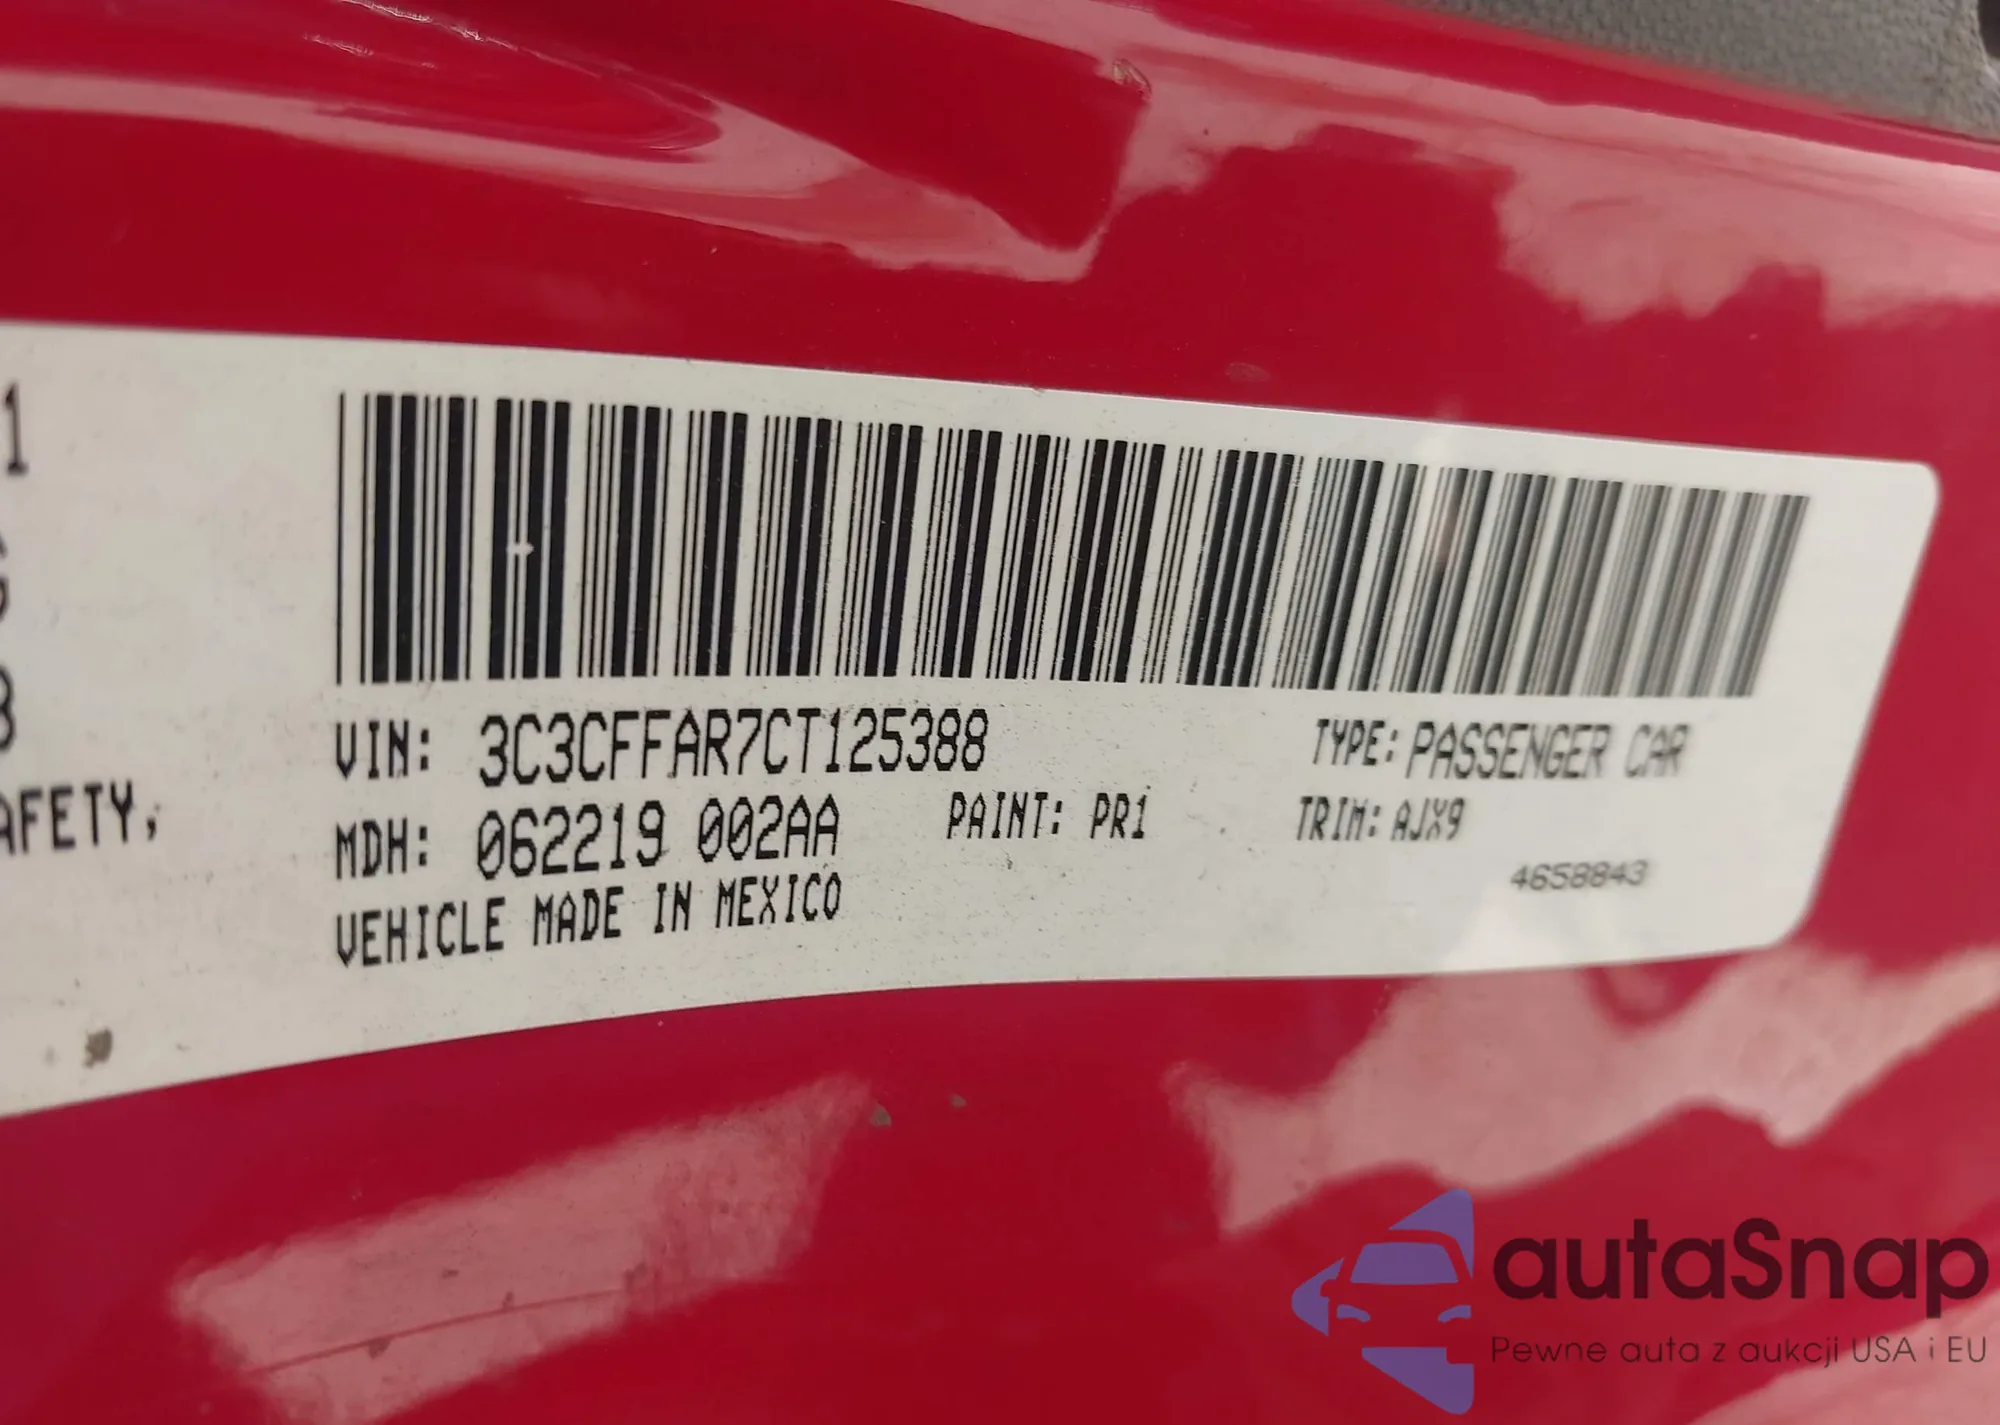 1
8
AFETY,
VIN: 3C3CFFAR7CT125388
TYPE: PASSENGER CAR
MDH: 062219 002AA
PAINT: PR1
TRIM: AJX9
VEHICLE MADE IN MEXICO
4658843
autaSnap
Pewne auta z aukcji USA i EU